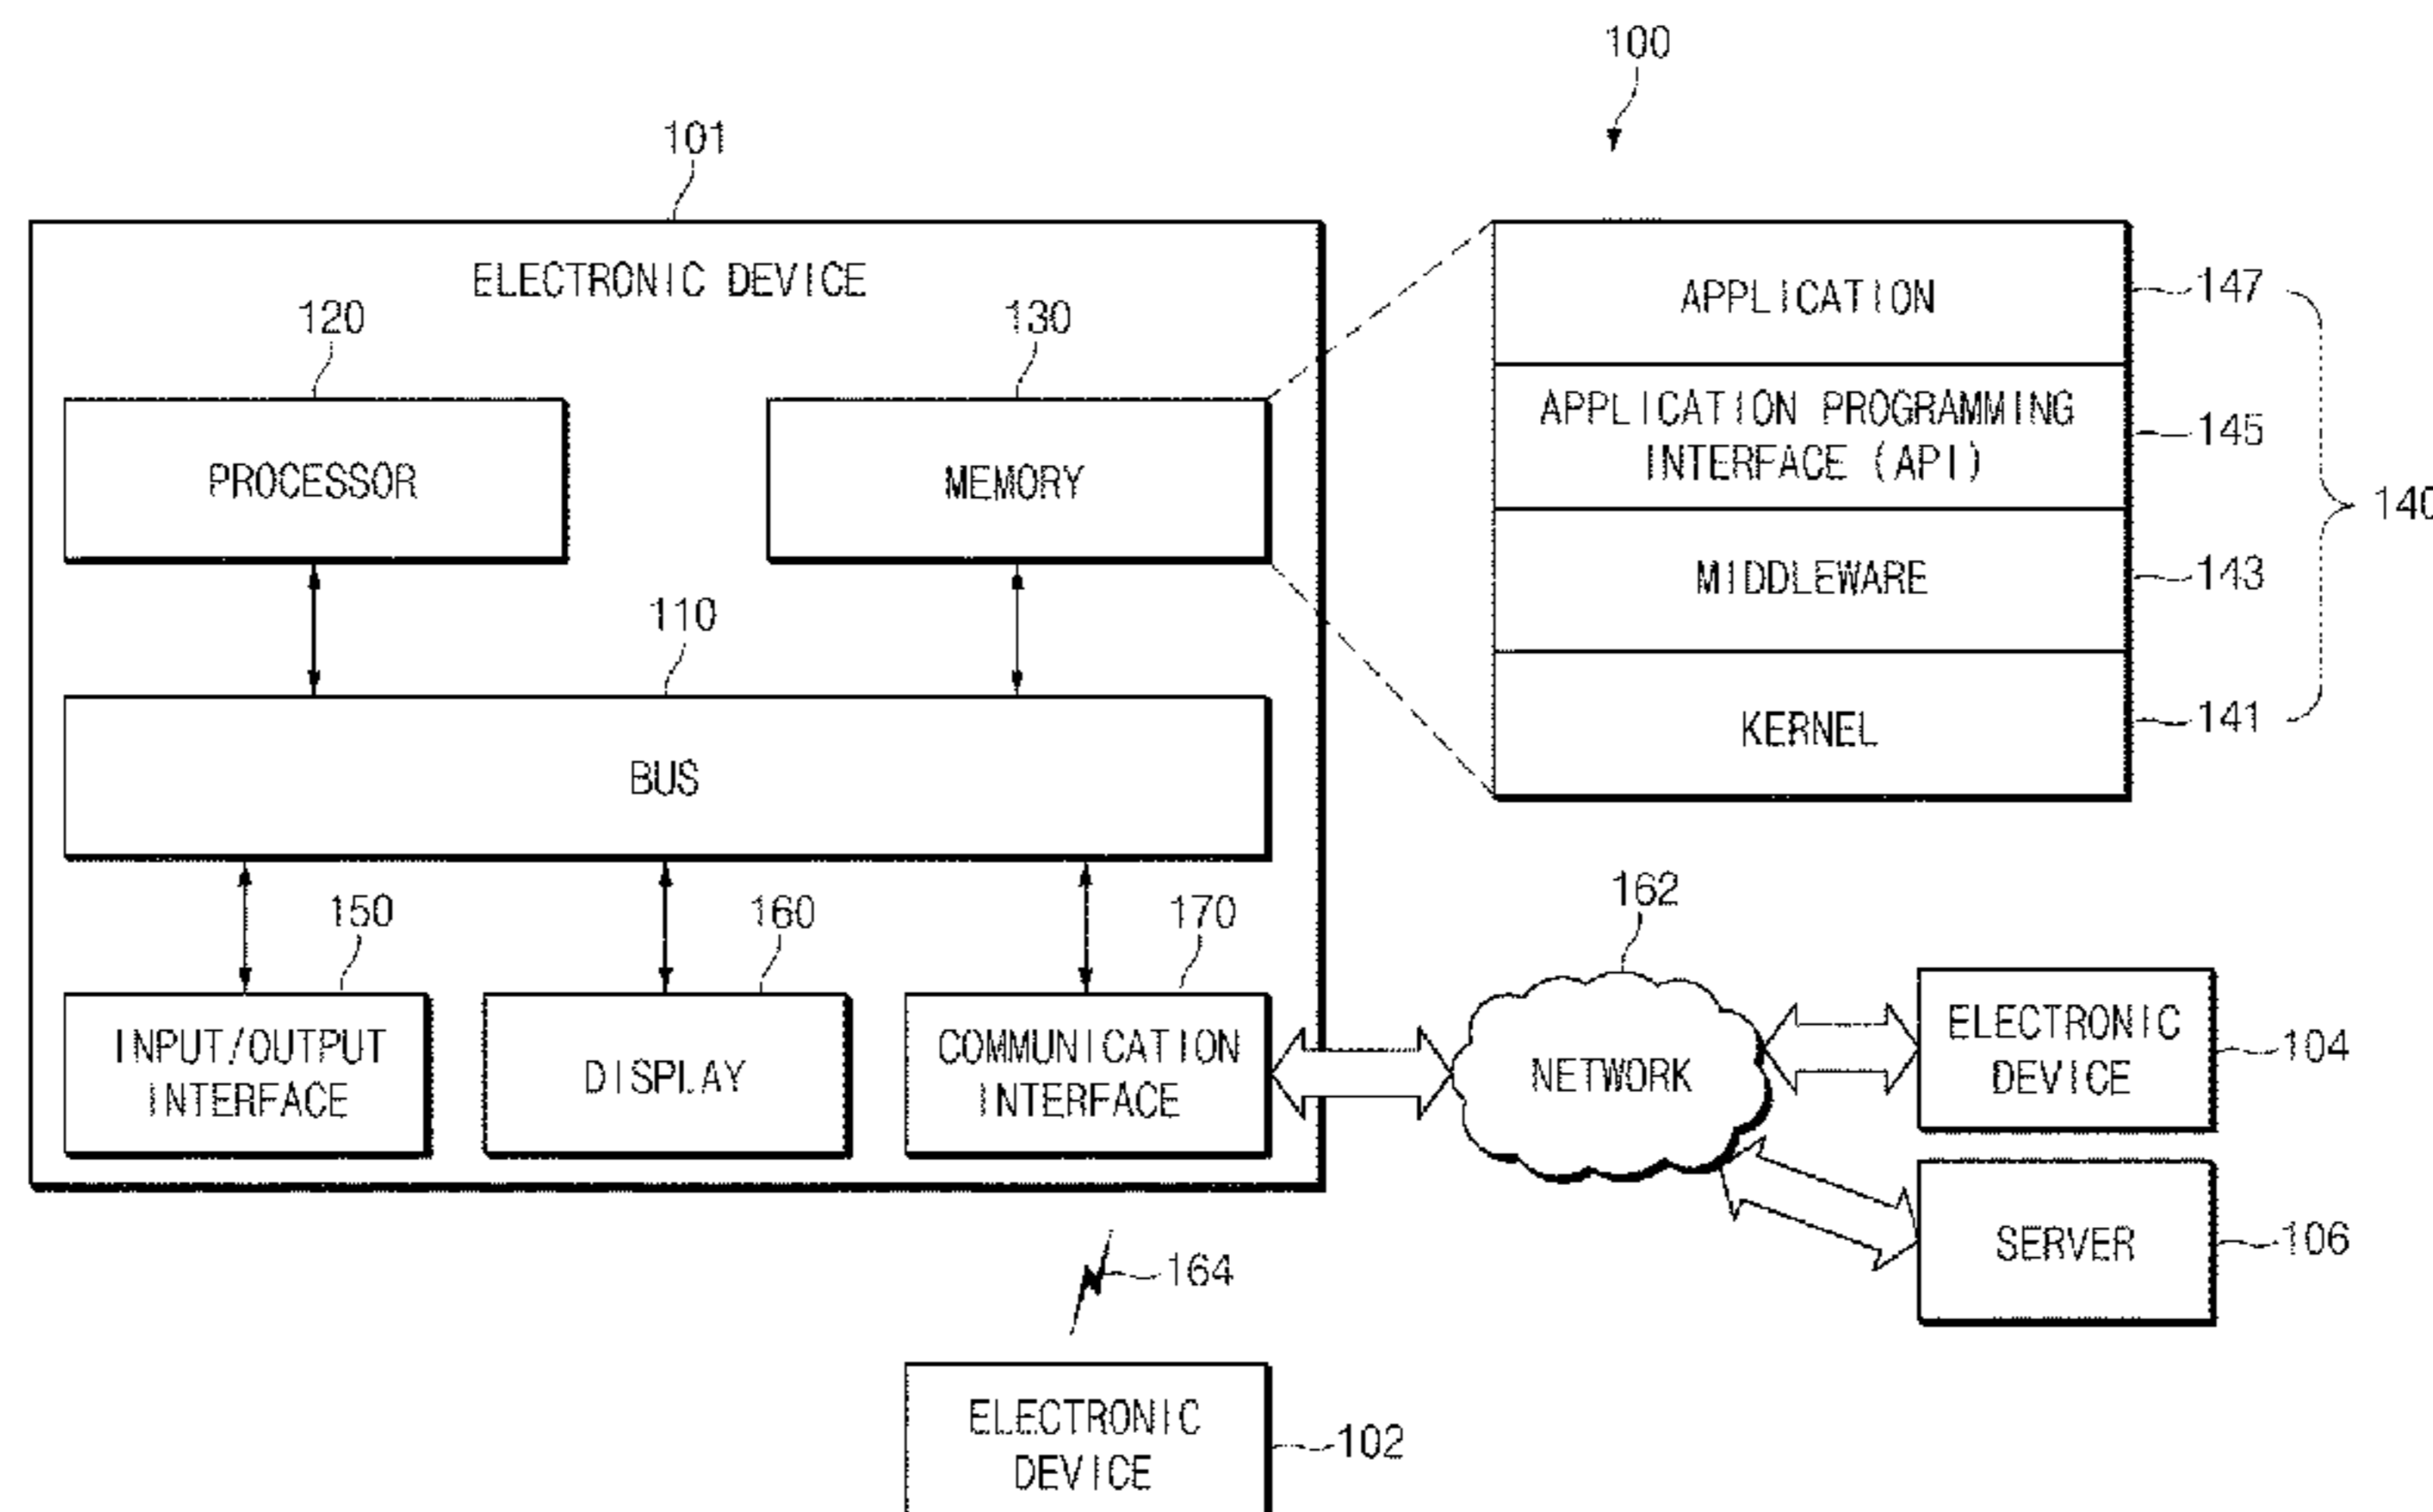 100
101
ELECTRONIC DEVICE
120
130
PROCESSOR
MEMORY
110
BUS
150
160
170
INPUT/OUTPUT
INTERFACE
DISPLAY
COMMUNICATION
INTERFACE
APPLICATION
147
APPLICATION PROGRAMMING
INTERFACE (API)
145
140
MIDDLEWARE
143
KERNEL
141
162
NETWORK
ELECTRONIC
DEVICE
104
SERVER
106
164
ELECTRONIC
DEVICE
102